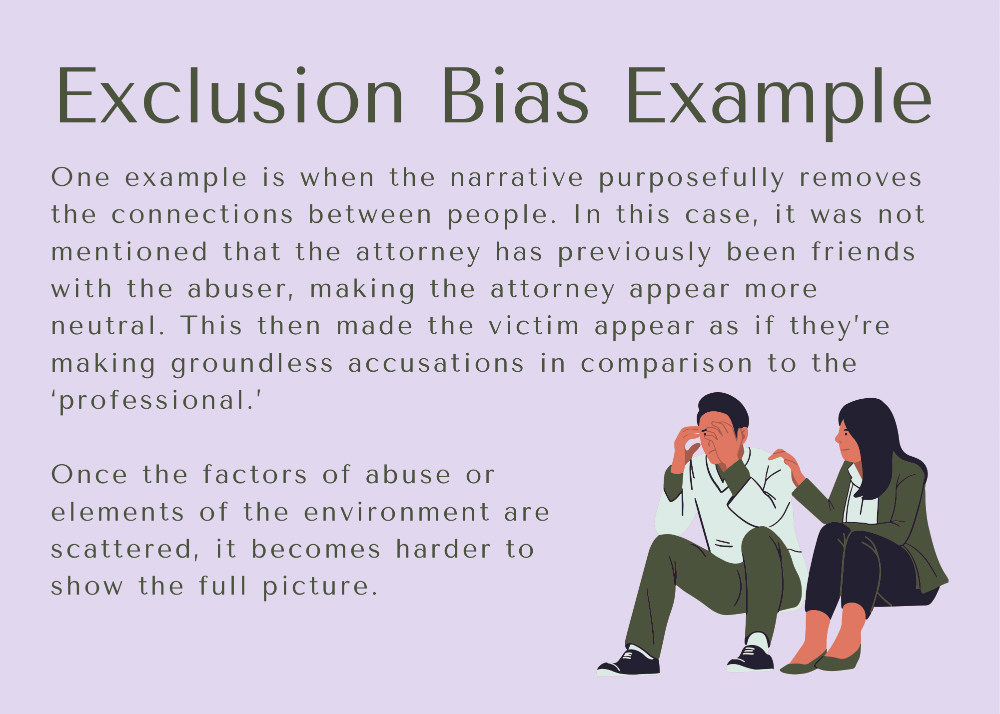 Exclusion Bias Example
One example is when the narrative purposefully removes
the connections between people. In this case, it was not
mentioned that the attorney has previously been friends
with the abuser, making the attorney appear more
neutral. This then made the victim appear as if they’re
making groundless accusations in comparison to the
‘professional.’
Once the factors of abuse or
elements of the environment are
scattered, it becomes harder to
show the full picture.